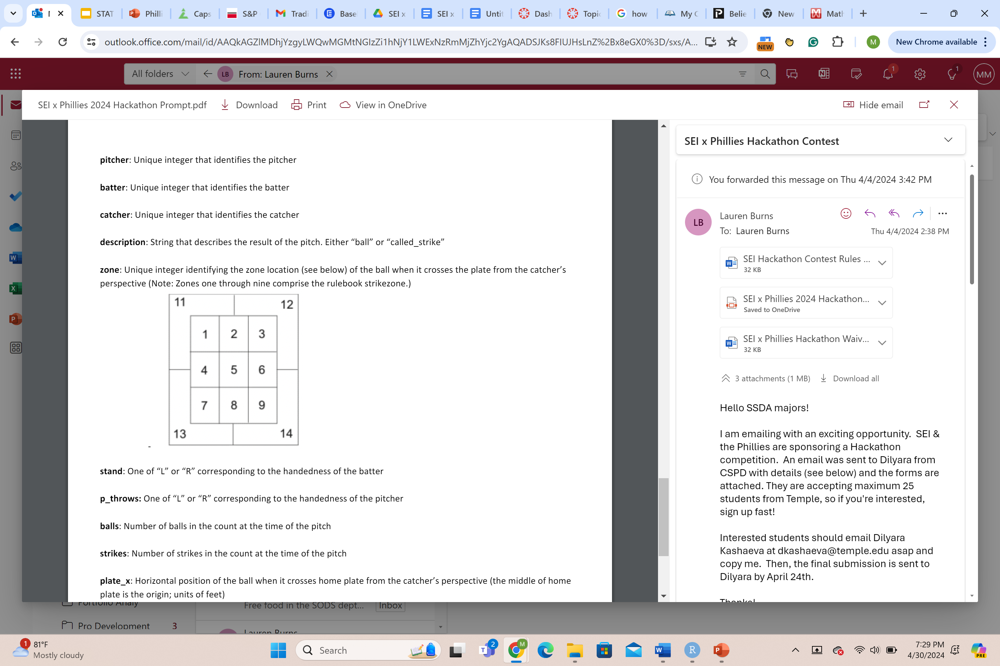 STAT
Philli
Caps
S&P
Tradi
Base
SEI x
SEI x
Unti
Dash
Topi
how
My C
Belie
New
Math
outlook.office.com/mail/id/AAQkAGZlMDhjYzgyLWQwMGMtNGIzZi1hNjY1LWExNzRmMjZhYjc2YgAQADSJKs8FIUJHsLnZ%2Bx8eGX0%3D/sxs/A...
NEW
M
New Chrome available
All folders
LB
From: Lauren Burns
1
1
MM
SEI x Phillies 2024 Hackathon Prompt.pdf
Download
Print
View in OneDrive
Hide email
pitcher: Unique integer that identifies the pitcher
batter: Unique integer that identifies the batter
catcher: Unique integer that identifies the catcher
description: String that describes the result of the pitch. Either “ball” or “called_strike”
zone: Unique integer identifying the zone location (see below) of the ball when it crosses the plate from the catcher’s
perspective (Note: Zones one through nine comprise the rulebook strikezone.)
11
12
1 2 3
4 5 6
7 8 9
13
14
-
stand: One of “L” or “R” corresponding to the handedness of the batter
p_throws: One of “L” or “R” corresponding to the handedness of the pitcher
balls: Number of balls in the count at the time of the pitch
strikes: Number of strikes in the count at the time of the pitch
plate_x: Horizontal position of the ball when it crosses home plate from the catcher’s perspective (the middle of home
plate is the origin; units of feet)
SEI x Phillies Hackathon Contest
You forwarded this message on Thu 4/4/2024 3:42 PM
LB
Lauren Burns
To: Lauren Burns
Thu 4/4/2024 2:38 PM
SEI Hackathon Contest Rules ...
32 KB
SEI x Phillies 2024 Hackathon...
Saved to OneDrive
SEI x Phillies Hackathon Waiv...
32 KB
3 attachments (1 MB)
Download all
Hello SSDA majors!
I am emailing with an exciting opportunity. SEI &
the Phillies are sponsoring a Hackathon
competition. An email was sent to Dilyara from
CSPD with details (see below) and the forms are
attached. They are accepting maximum 25
students from Temple, so if you're interested,
sign up fast!
Interested students should email Dilyara
Kashaeva at dkashaeva@temple.edu asap and
copy me. Then, the final submission is sent to
Dilyara by April 24th.
Thanks!
Portfolio Analy
Free food in the SODS dept...
Inbox
Pro Development
3
Lauren Burns
1
81°F
Mostly cloudy
Search
2
M
7:29 PM
4/30/2024
PRE